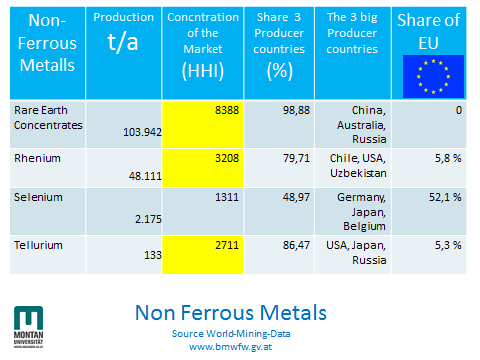 Non-Ferrous Metalls
Production t/a
Concntration of the Market (HHI)
Share 3 Producer countries (%)
The 3 big Producer countries
Share of EU
Rare Earth Concentrates 103.942 8388 98,88 China, Australia, Russia 0
Rhenium 48.111 3208 79,71 Chile, USA, Uzbekistan 5,8 %
Selenium 2.175 1311 48,97 Germany, Japan, Belgium 52,1 %
Tellurium 133 2711 86,47 USA, Japan, Russia 5,3 %
Non Ferrous Metals
Source World-Mining-Data
www.bmwfw.gv.at
MONTAN
UNIVERSITÄT